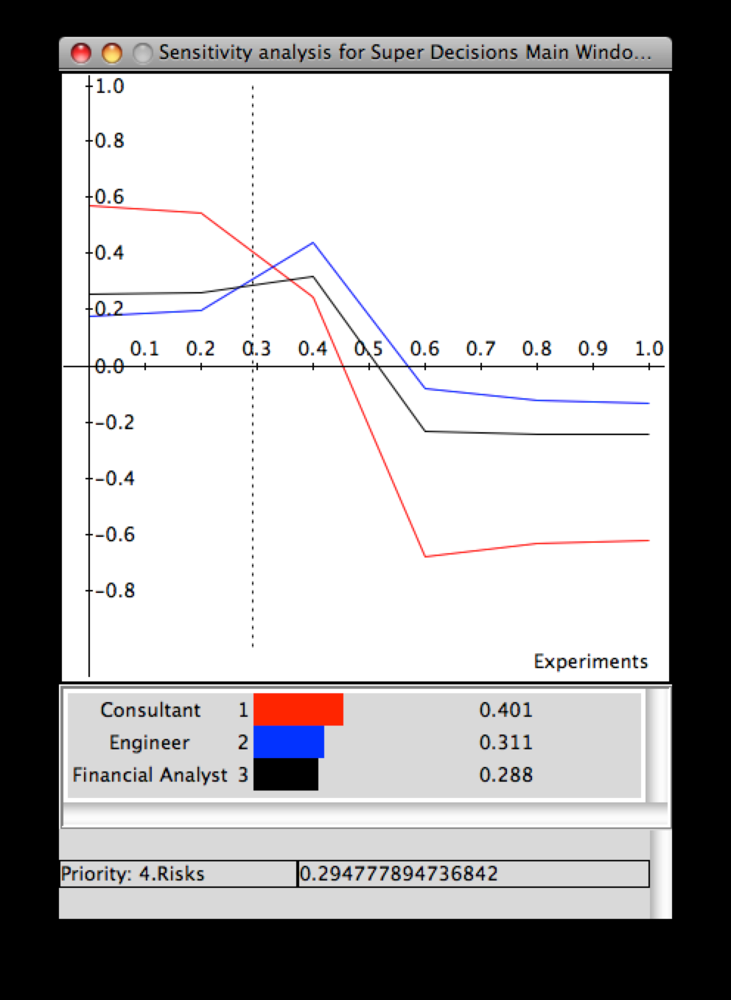 Sensitivity analysis for Super Decisions Main Windo...
1.0
0.8
0.6
0.4
0.2
0.1 0.2 0.3 0.4 0.5 0.6 0.7 0.8 0.9 1.0
0.0
-0.2
-0.4
-0.6
-0.8
Experiments
Consultant 1 0.401
Engineer 2 0.311
Financial Analyst 3 0.288
Priority: 4.Risks 0.294777894736842